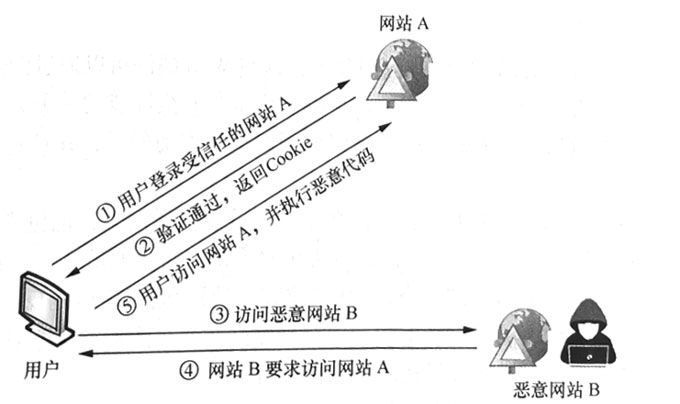 网站 A
① 用户登录受信任的网站 A
② 验证通过，返回Cookie
⑤ 用户访问网站 A，并执行恶意代码
③ 访问恶意网站 B
④ 网站 B 要求访问网站 A
用户
恶意网站 B